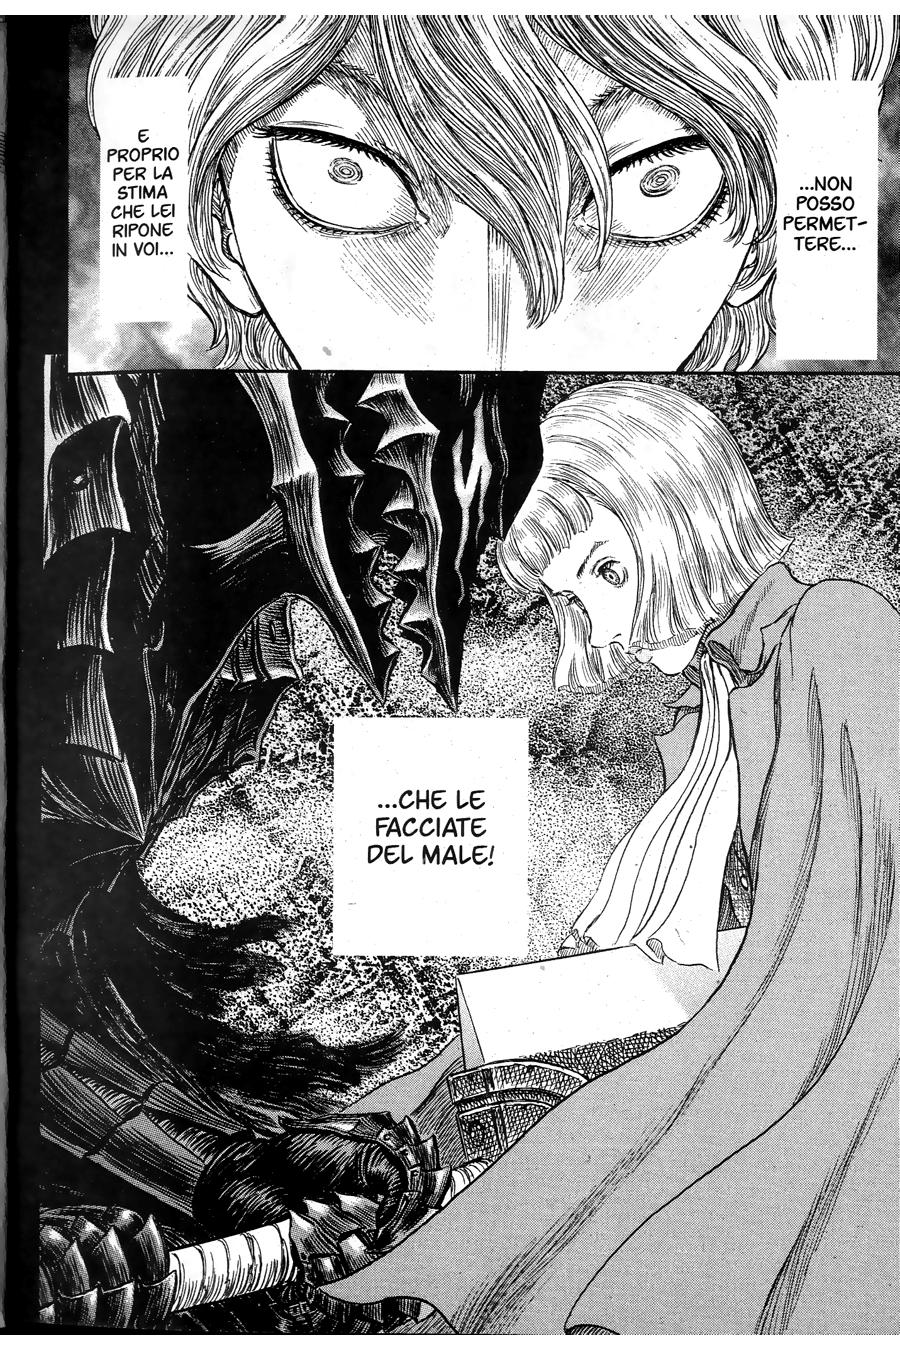 E
PROPRIO
PER LA
STIMA
CHE LEI
RIPONE
IN VOI...
...NON
POSSO
PERMET-
TERE...
...CHE LE
FACCIATE
DEL MALE!